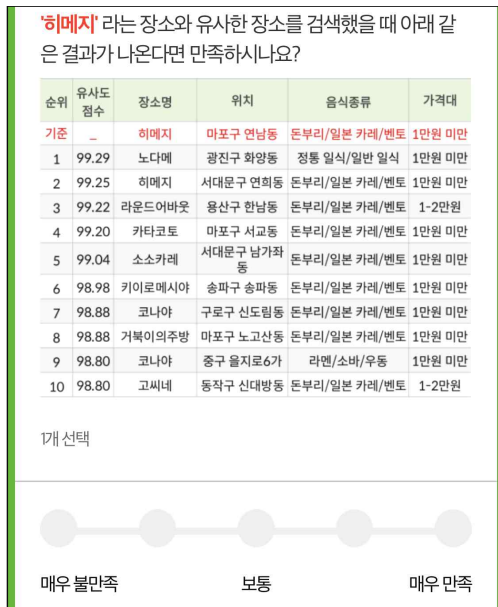 '히메지' 라는 장소와 유사한 장소를 검색했을 때 아래 같
은 결과가 나온다면 만족하시나요?
순위 유사도 점수 장소명 위치 음식종류 가격대
기준 _ 히메지 마포구 연남동 돈부리/일본 카레/벤토 1만원 미만
1 99.29 노다메 광진구 화양동 정통 일식/일반 일식 1만원 미만
2 99.25 히메지 서대문구 연희동 돈부리/일본 카레/벤토 1만원 미만
3 99.22 라운드어바웃 용산구 한남동 돈부리/일본 카레/벤토 1-2만원
4 99.20 카타코토 마포구 서교동 돈부리/일본 카레/벤토 1만원 미만
5 99.04 소소카레 서대문구 남가좌동 돈부리/일본 카레/벤토 1만원 미만
6 98.98 키이로메시야 송파구 송파동 돈부리/일본 카레/벤토 1만원 미만
7 98.88 코나야 구로구 신도림동 돈부리/일본 카레/벤토 1만원 미만
8 98.88 거북이의주방 마포구 노고산동 돈부리/일본 카레/벤토 1만원 미만
9 98.80 코나야 중구 을지로6가 라멘/소바/우동 1만원 미만
10 98.80 고씨네 동작구 신대방동 돈부리/일본 카레/벤토 1-2만원
1개 선택
매우 불만족 보통 매우 만족